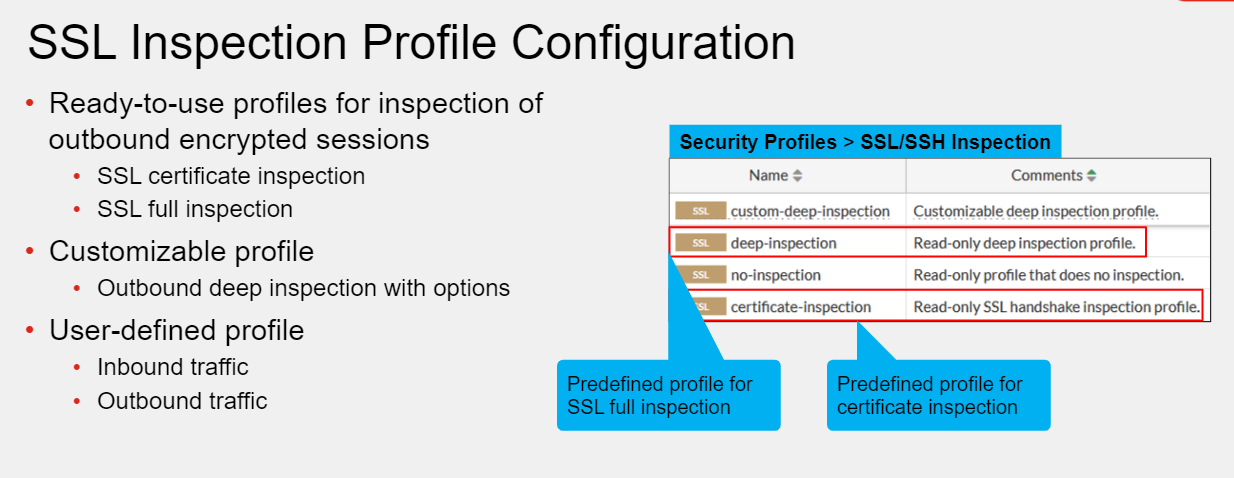 SSL Inspection Profile Configuration
• Ready-to-use profiles for inspection of
outbound encrypted sessions
• SSL certificate inspection
• SSL full inspection
• Customizable profile
• Outbound deep inspection with options
• User-defined profile
• Inbound traffic
• Outbound traffic
Security Profiles > SSL/SSH Inspection
Name Comments
SSL custom-deep-inspection Customizable deep inspection profile.
SSL deep-inspection Read-only deep inspection profile.
SSL no-inspection Read-only profile that does no inspection.
SSL certificate-inspection Read-only SSL handshake inspection profile.
Predefined profile for
SSL full inspection
Predefined profile for
certificate inspection